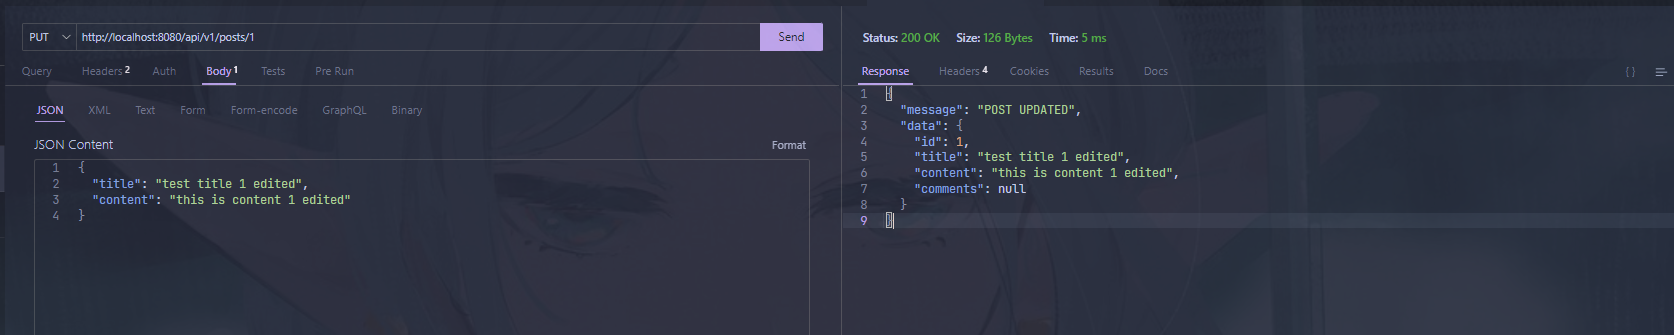 PUT http://localhost:8080/api/v1/posts/1 Send
Query Headers 2 Auth Body 1 Tests Pre Run
JSON XML Text Form Form-encode GraphQL Binary
JSON Content Format
1 {
2 "title": "test title 1 edited",
3 "content": "this is content 1 edited"
4 }
Status: 200 OK Size: 126 Bytes Time: 5 ms
Response Headers 4 Cookies Results Docs { }
1 {
2 "message": "POST UPDATED",
3 "data": {
4 "id": 1,
5 "title": "test title 1 edited",
6 "content": "this is content 1 edited",
7 "comments": null
8 }
9 }